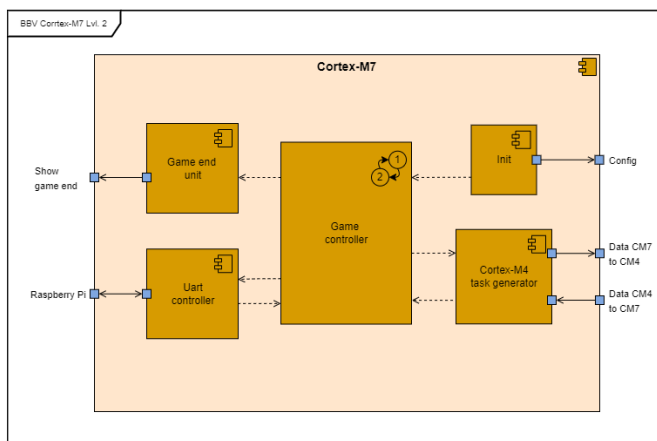 BBV Corrtex-M7 Lvl. 2
Cortex-M7
Game end
unit
Show
game end
Init
Config
1
2
Game
controller
Uart
controller
Raspberry Pi
Cortex-M4
task generator
Data CM7
to CM4
Data CM4
to CM7